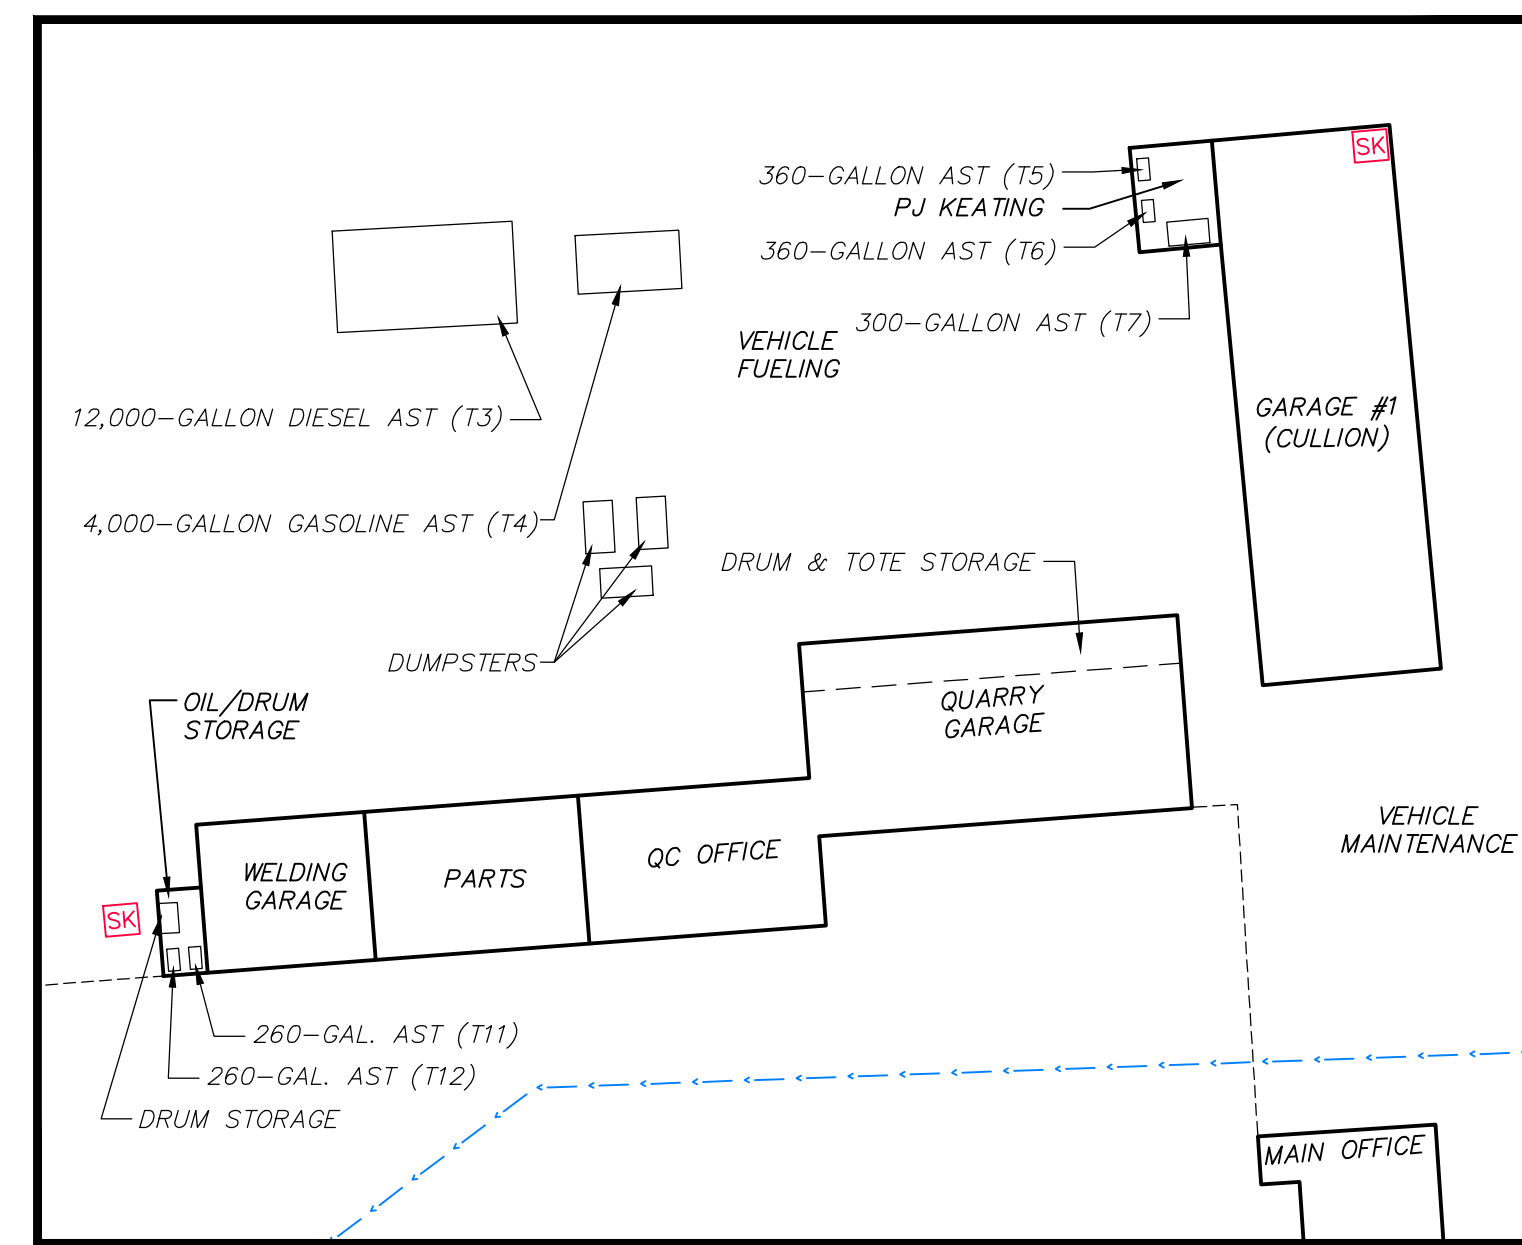 SK
360-GALLON AST (T5)
PJ KEATING
360-GALLON AST (T6)
300-GALLON AST (T7)
VEHICLE
FUELING
GARAGE #1
(CULLION)
12,000-GALLON DIESEL AST (T3)
4,000-GALLON GASOLINE AST (T4)
DRUM & TOTE STORAGE
DUMPSTERS
OIL/DRUM
STORAGE
QUARRY
GARAGE
VEHICLE
MAINTENANCE
WELDING
GARAGE
PARTS
QC OFFICE
SK
260-GAL. AST (T11)
260-GAL. AST (T12)
DRUM STORAGE
MAIN OFFICE